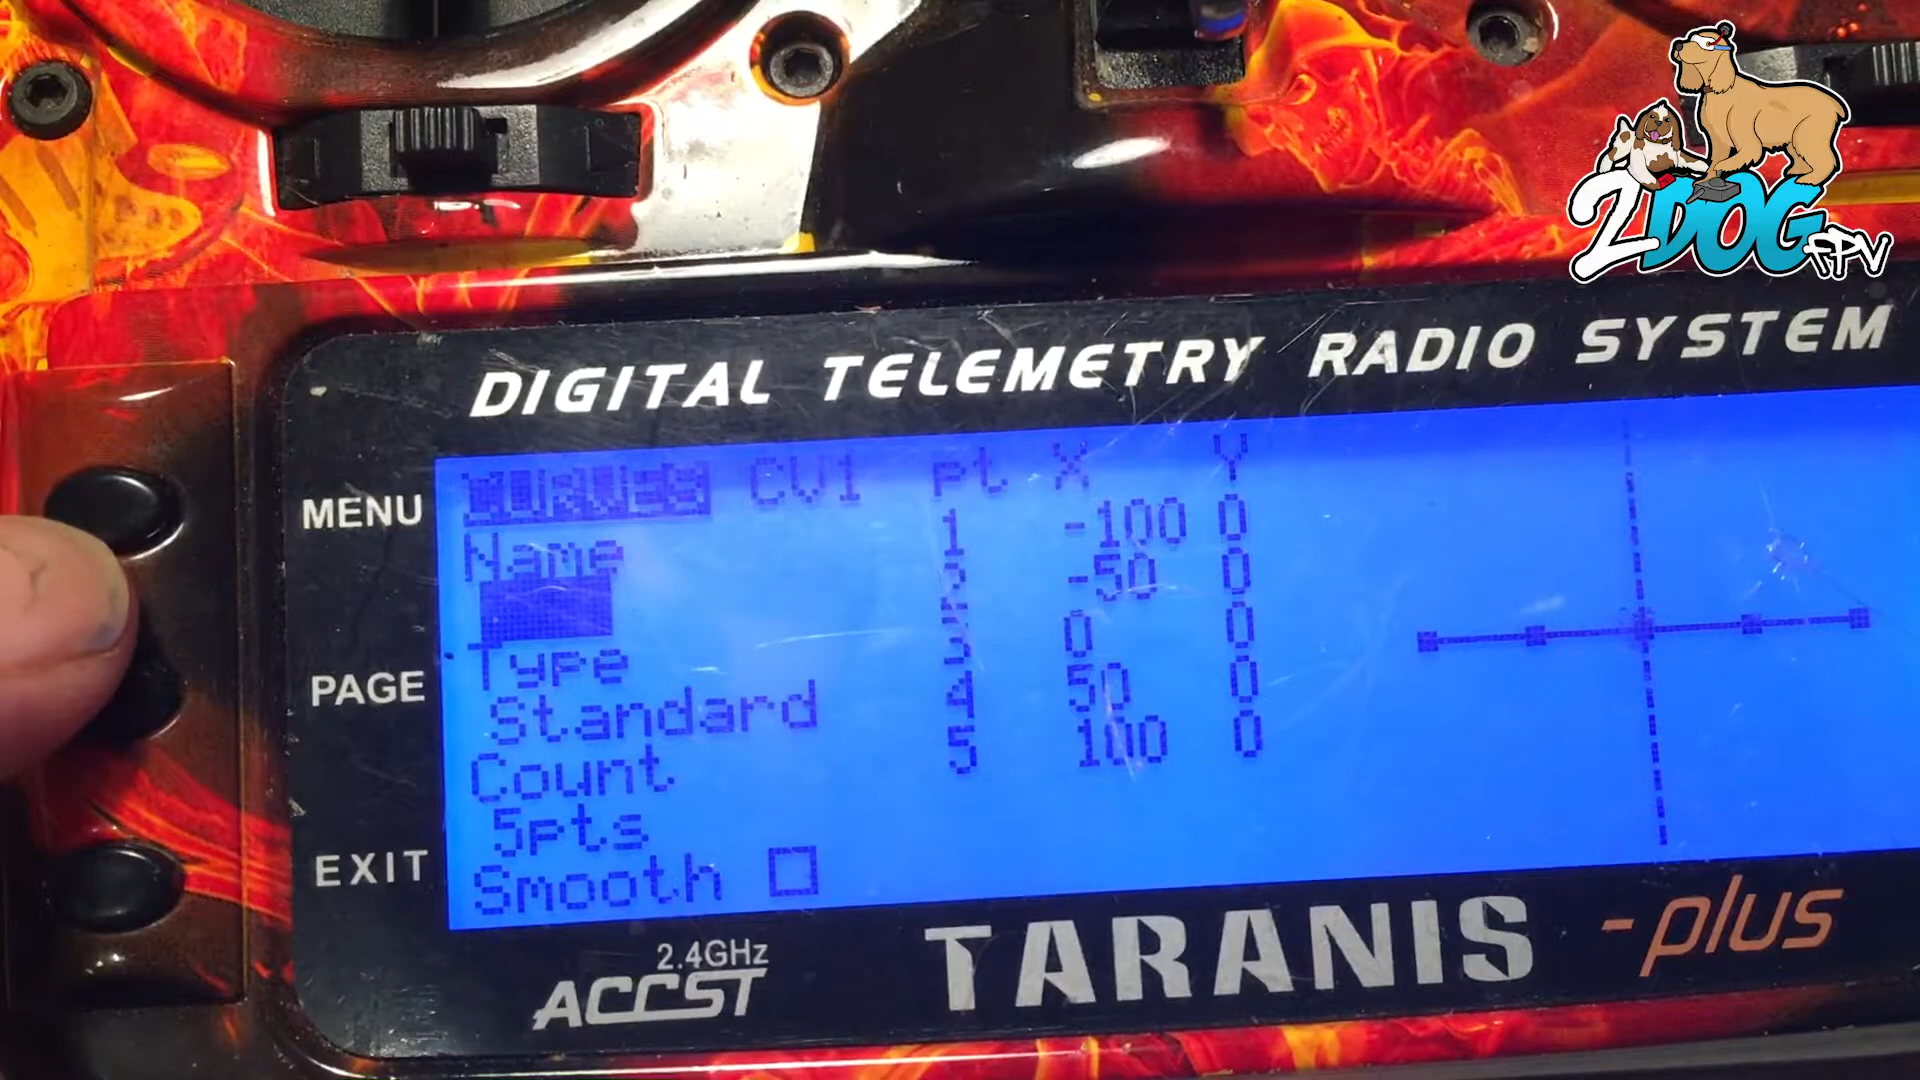 2DOG FPV
DIGITAL TELEMETRY RADIO SYSTEM
MENU
PAGE
EXIT
CURVES CV1 pt X Y
Name 1 -100 0
2 -50 0
Type 3 0 0
Standard 4 50 0
Count 5 100 0
5pts
Smooth
2.4GHz
ACCST
TARANIS -plus